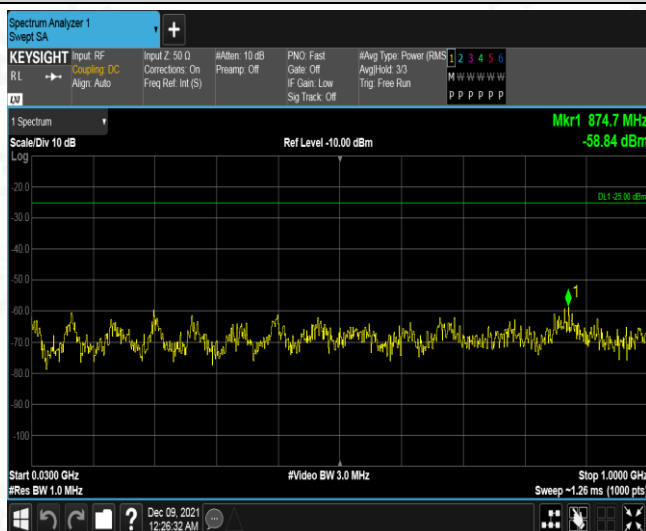 Spectrum Analyzer 1
Swept SA
+
KEYSIGHT Input: RF Input Z: 50 Ω #Atten: 10 dB PNO: Fast #Avg Type: Power (RMS 1 2 3 4 5 6
RL Coupling: DC Corrections: On Preamp: Off Gate: Off Avg|Hold: 3/3 M W W W W W
Align: Auto Freq Ref: Int (S) IF Gain: Low Trig: Free Run
Sig Track: Off P P P P P P
LXI
1 Spectrum Mkr1 874.7 MHz
Scale/Div 10 dB Ref Level -10.00 dBm -58.84 dBm
Log
-20.0 DL1 -25.00 dBm
-30.0
-40.0
-50.0
1
-60.0
-70.0
-80.0
-90.0
-100
Start 0.0300 GHz #Video BW 3.0 MHz Stop 1.0000 GHz
#Res BW 1.0 MHz Sweep ~1.26 ms (1000 pts)
? Dec 09, 2021
12:26:32 AM